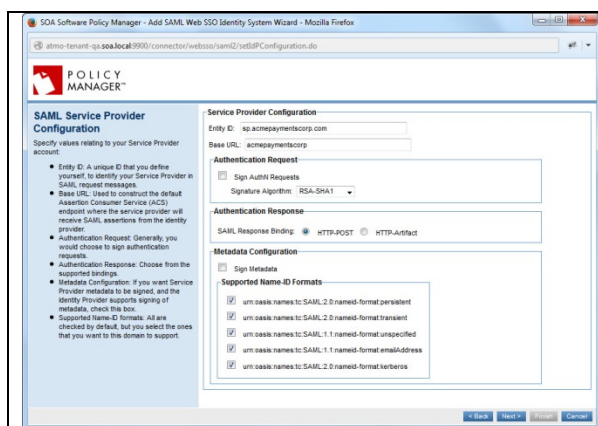 SOA Software Policy Manager - Add SAML Web SSO Identity System Wizard - Mozilla Firefox
atmo-tenant-qa.soa.local:9900/connector/websso/saml2/setIdPConfiguration.do
POLICY
MANAGER™
SAML Service Provider
Configuration
Specify values relating to your Service Provider
account:
Entity ID: A unique ID that you define
yourself, to identify your Service Provider in
SAML request messages.
Base URL: Used to construct the default
Assertion Consumer Service (ACS)
endpoint where the service provider will
receive SAML assertions from the identity
provider.
Authentication Request: Generally, you
would choose to sign authentication
requests.
Authentication Response: Choose from the
supported bindings.
Metadata Configuration: If you want Service
Provider metadata to be signed, and the
Identity Provider supports signing of
metadata, check this box.
Supported Name-ID formats: All are
checked by default, but you select the ones
that you want to this domain to support.
Service Provider Configuration
Entity ID: sp.acmepaymentscorp.com
Base URL: acmepaymentscorp
Authentication Request
Sign AuthN Requests
Signature Algorithm: RSA-SHA1
Authentication Response
SAML Response Binding: HTTP-POST HTTP-Artifact
Metadata Configuration
Sign Metadata
Supported Name-ID Formats
urn:oasis:names:tc:SAML:2.0:nameid-format:persistent
urn:oasis:names:tc:SAML:2.0:nameid-format:transient
urn:oasis:names:tc:SAML:1.1:nameid-format:unspecified
urn:oasis:names:tc:SAML:1.1:nameid-format:emailAddress
urn:oasis:names:tc:SAML:2.0:nameid-format:kerberos
< Back Next > Finish Cancel